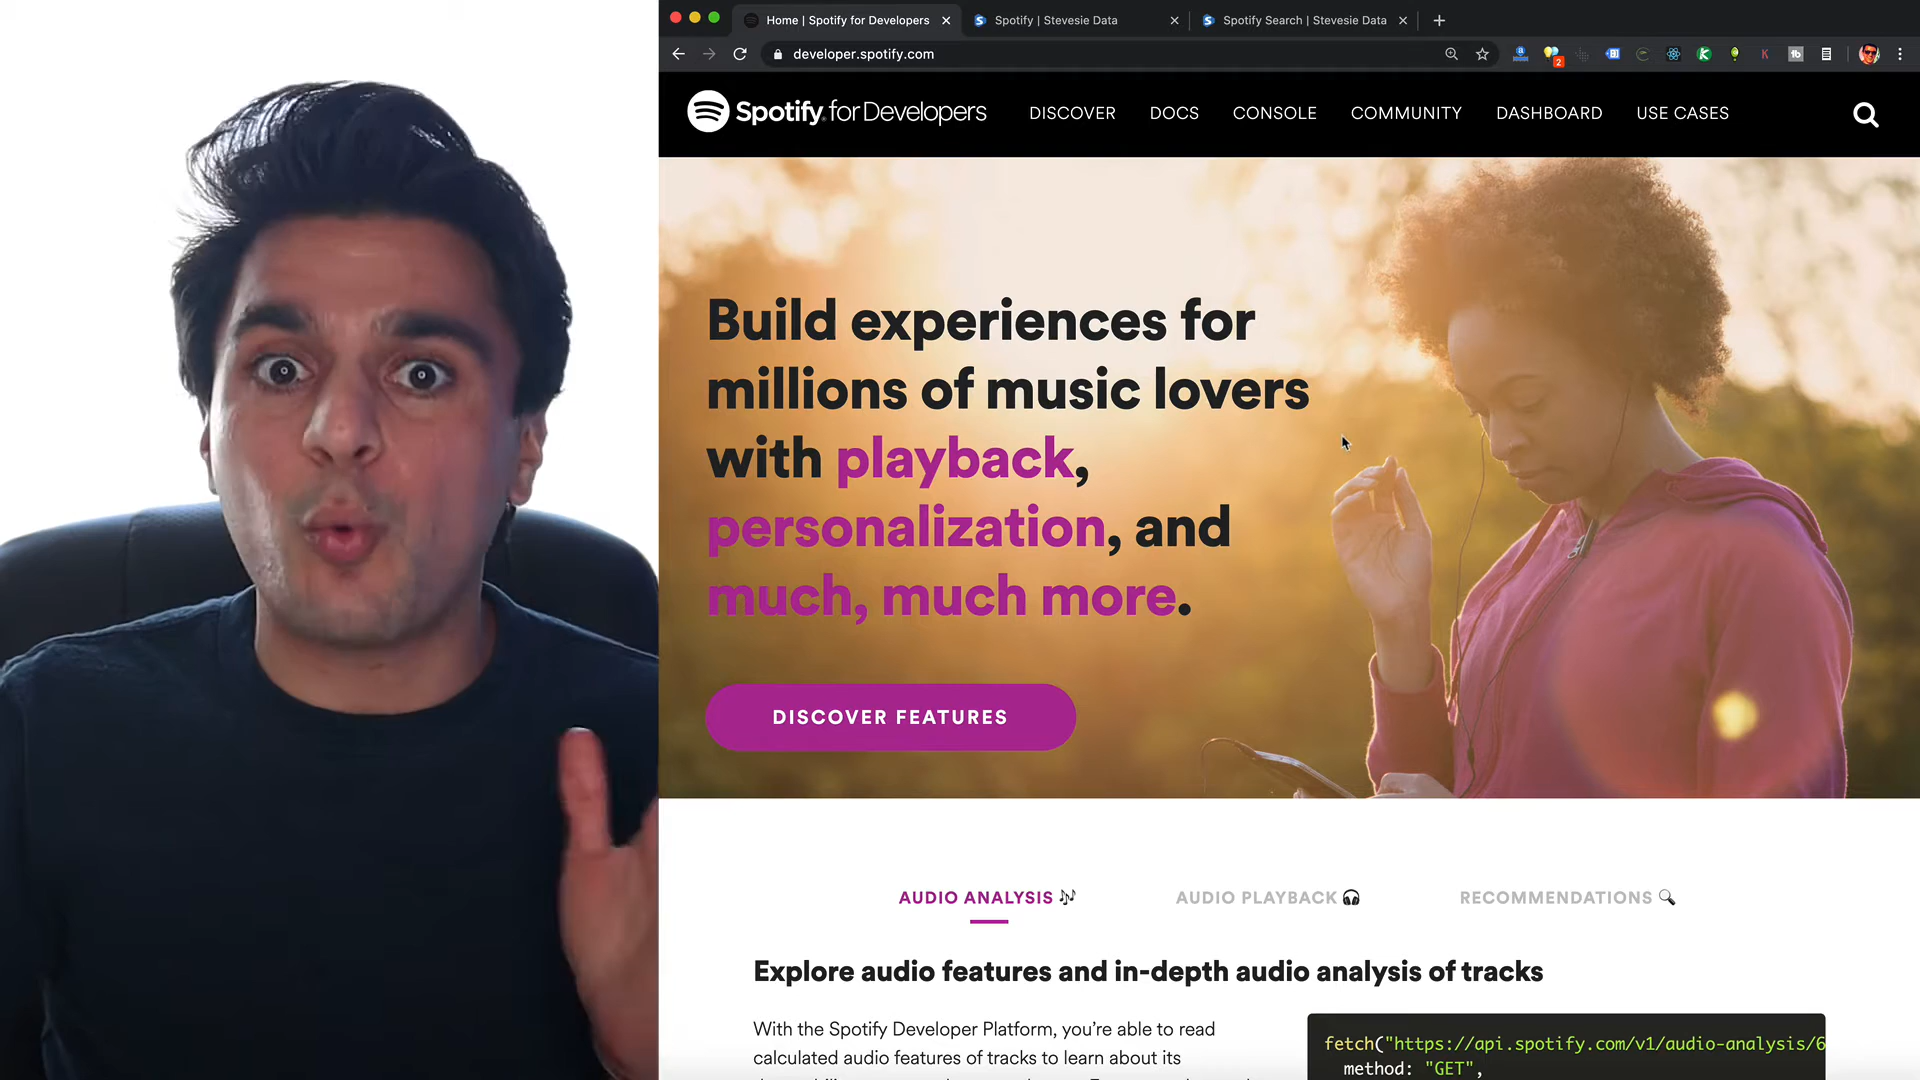 Home | Spotify for Developers
Spotify | Stevesie Data
Spotify Search | Stevesie Data
developer.spotify.com
2
Spotify for Developers
DISCOVER DOCS CONSOLE COMMUNITY DASHBOARD USE CASES
Build experiences for
millions of music lovers
with playback,
personalization, and
much, much more.
DISCOVER FEATURES
AUDIO ANALYSIS
AUDIO PLAYBACK
RECOMMENDATIONS
Explore audio features and in-depth audio analysis of tracks
With the Spotify Developer Platform, you’re able to read
calculated audio features of tracks to learn about its
fetch("https://api.spotify.com/v1/audio-analysis/6
method: "GET",